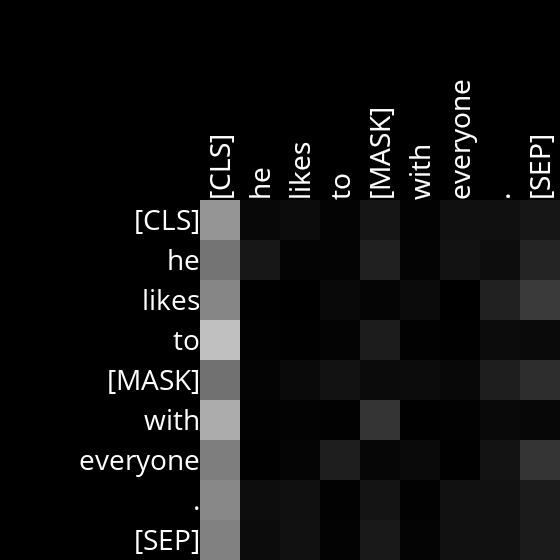 [CLS] he likes to [MASK] with everyone . [SEP]
[CLS]
he
likes
to
[MASK]
with
everyone
.
[SEP]